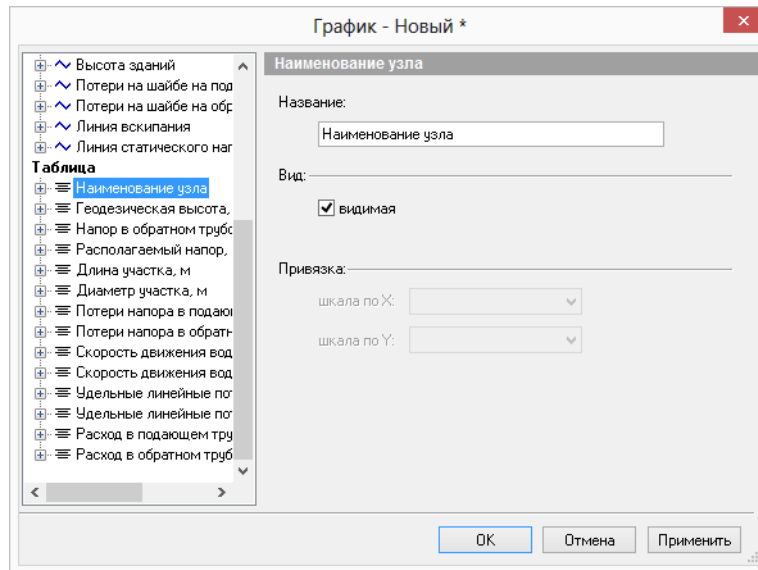 График - Новый *
Высота зданий
Потери на шайбе на под
Потери на шайбе на обр
Линия вскипания
Линия статического нап
Таблица
Наименование узла
Геодезическая высота,
Напор в обратном трубо
Располагаемый напор,
Длина участка, м
Диаметр участка, м
Потери напора в подаю
Потери напора в обратн
Скорость движения вод
Скорость движения вод
Удельные линейные пот
Удельные линейные пот
Расход в подающем тру
Расход в обратном труб
Наименование узла
Название:
Наименование узла
Вид:
видимая
Привязка:
шкала по X:
шкала по Y:
OK
Отмена
Применить